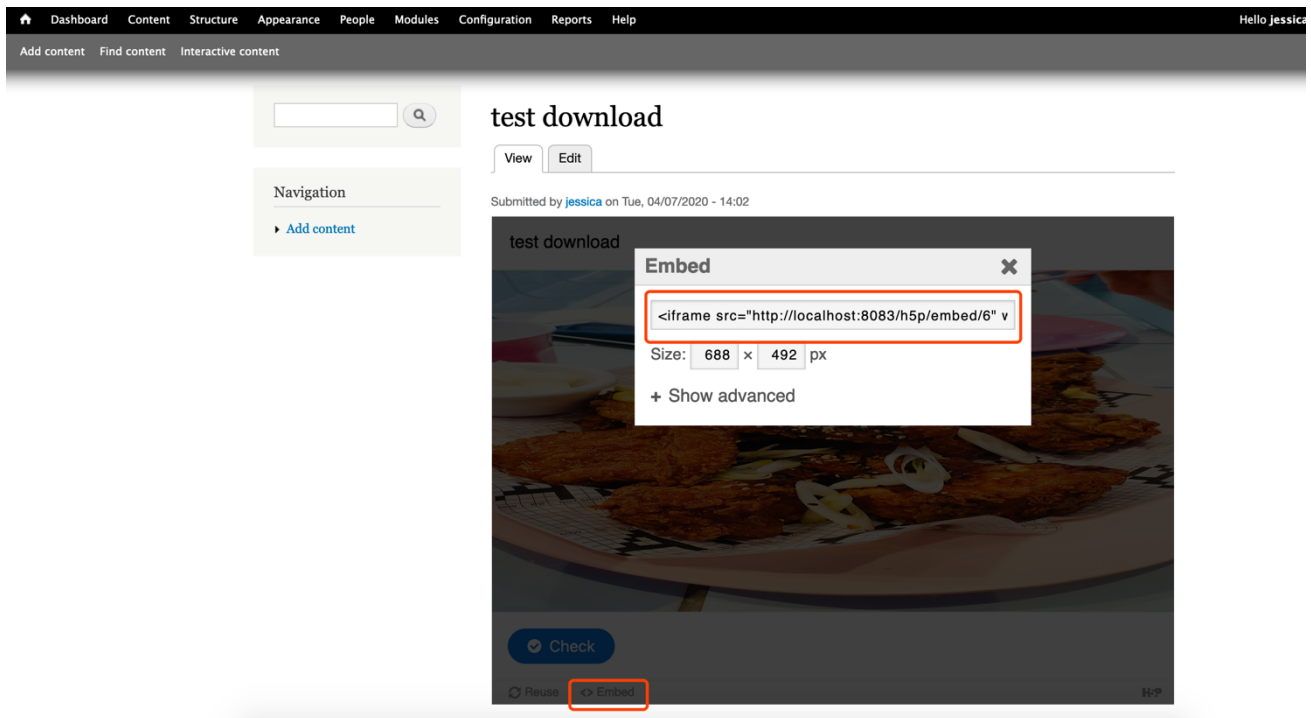 Dashboard Content Structure Appearance People Modules Configuration Reports Help Hello jessica
Add content Find content Interactive content
test download
View Edit
Navigation
Submitted by jessica on Tue, 04/07/2020 - 14:02
Add content
test download
Embed
<iframe src="http://localhost:8083/h5p/embed/6" v
Size: 688 × 492 px
+ Show advanced
Check
Reuse <> Embed H5P